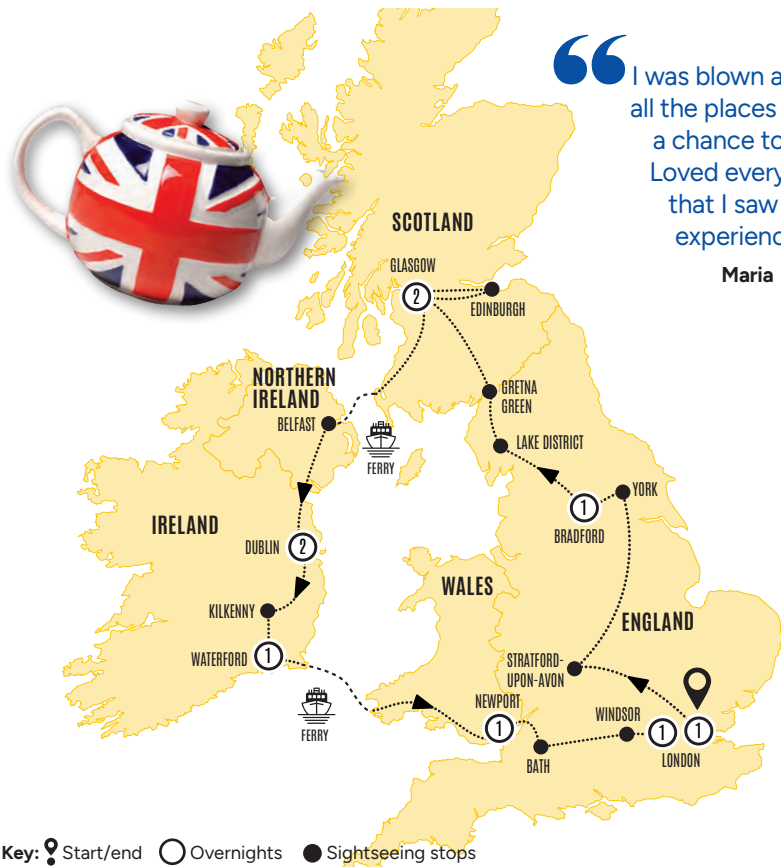 I was blown a
all the places
a chance to
Loved every
that I saw
experienc
Maria
SCOTLAND
GLASGOW
2
EDINBURGH
NORTHERN
IRELAND
BELFAST
FERRY
GRETNA
GREEN
LAKE DISTRICT
YORK
1
BRADFORD
IRELAND
DUBLIN
2
WALES
KILKENNY
ENGLAND
WATERFORD
1
STRATFORD-
UPON-AVON
FERRY
NEWPORT
1
WINDSOR
1
1
LONDON
BATH
Key: Start/end Overnights Sightseeing stops